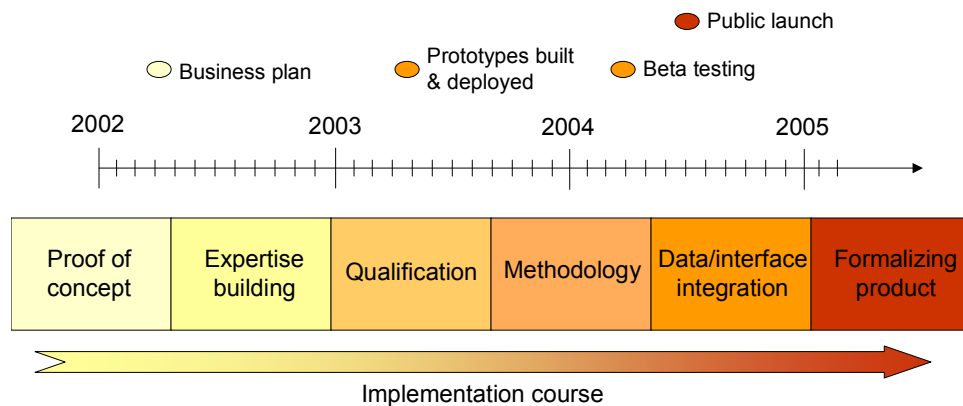 Public launch
Business plan
Prototypes built
& deployed
Beta testing
2002
2003
2004
2005
Proof of
concept
Expertise
building
Qualification
Methodology
Data/interface
integration
Formalizing
product
Implementation course